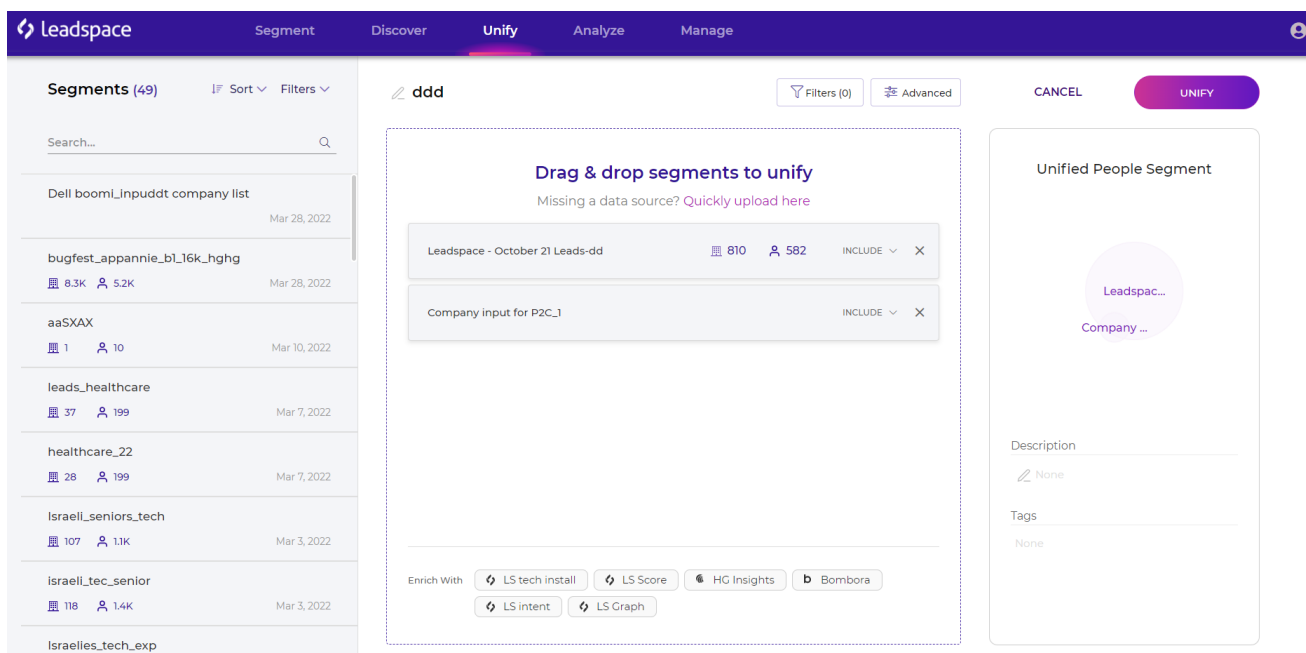 leadspace
Segment
Discover
Unify
Analyze
Manage
Segments (49)
Sort
Filters
Search...
Dell boomi_inpuddt company list
Mar 28, 2022
bugfest_appannie_b1_16k_hghg
8.3K 5.2K Mar 28, 2022
aaSXAX
1 10 Mar 10, 2022
leads_healthcare
37 199 Mar 7, 2022
healthcare_22
28 199 Mar 7, 2022
Israeli_seniors_tech
107 1.1K Mar 3, 2022
israeli_tec_senior
118 1.4K Mar 3, 2022
Israelies_tech_exp
ddd
Filters (0)
Advanced
Drag & drop segments to unify
Missing a data source? Quickly upload here
Leadspace - October 21 Leads-dd 810 582 INCLUDE
Company input for P2C_1 INCLUDE
Enrich With LS tech install LS Score HG Insights b Bombora
LS intent LS Graph
CANCEL
UNIFY
Unified People Segment
Leadspac...
Company ...
Description
None
Tags
None